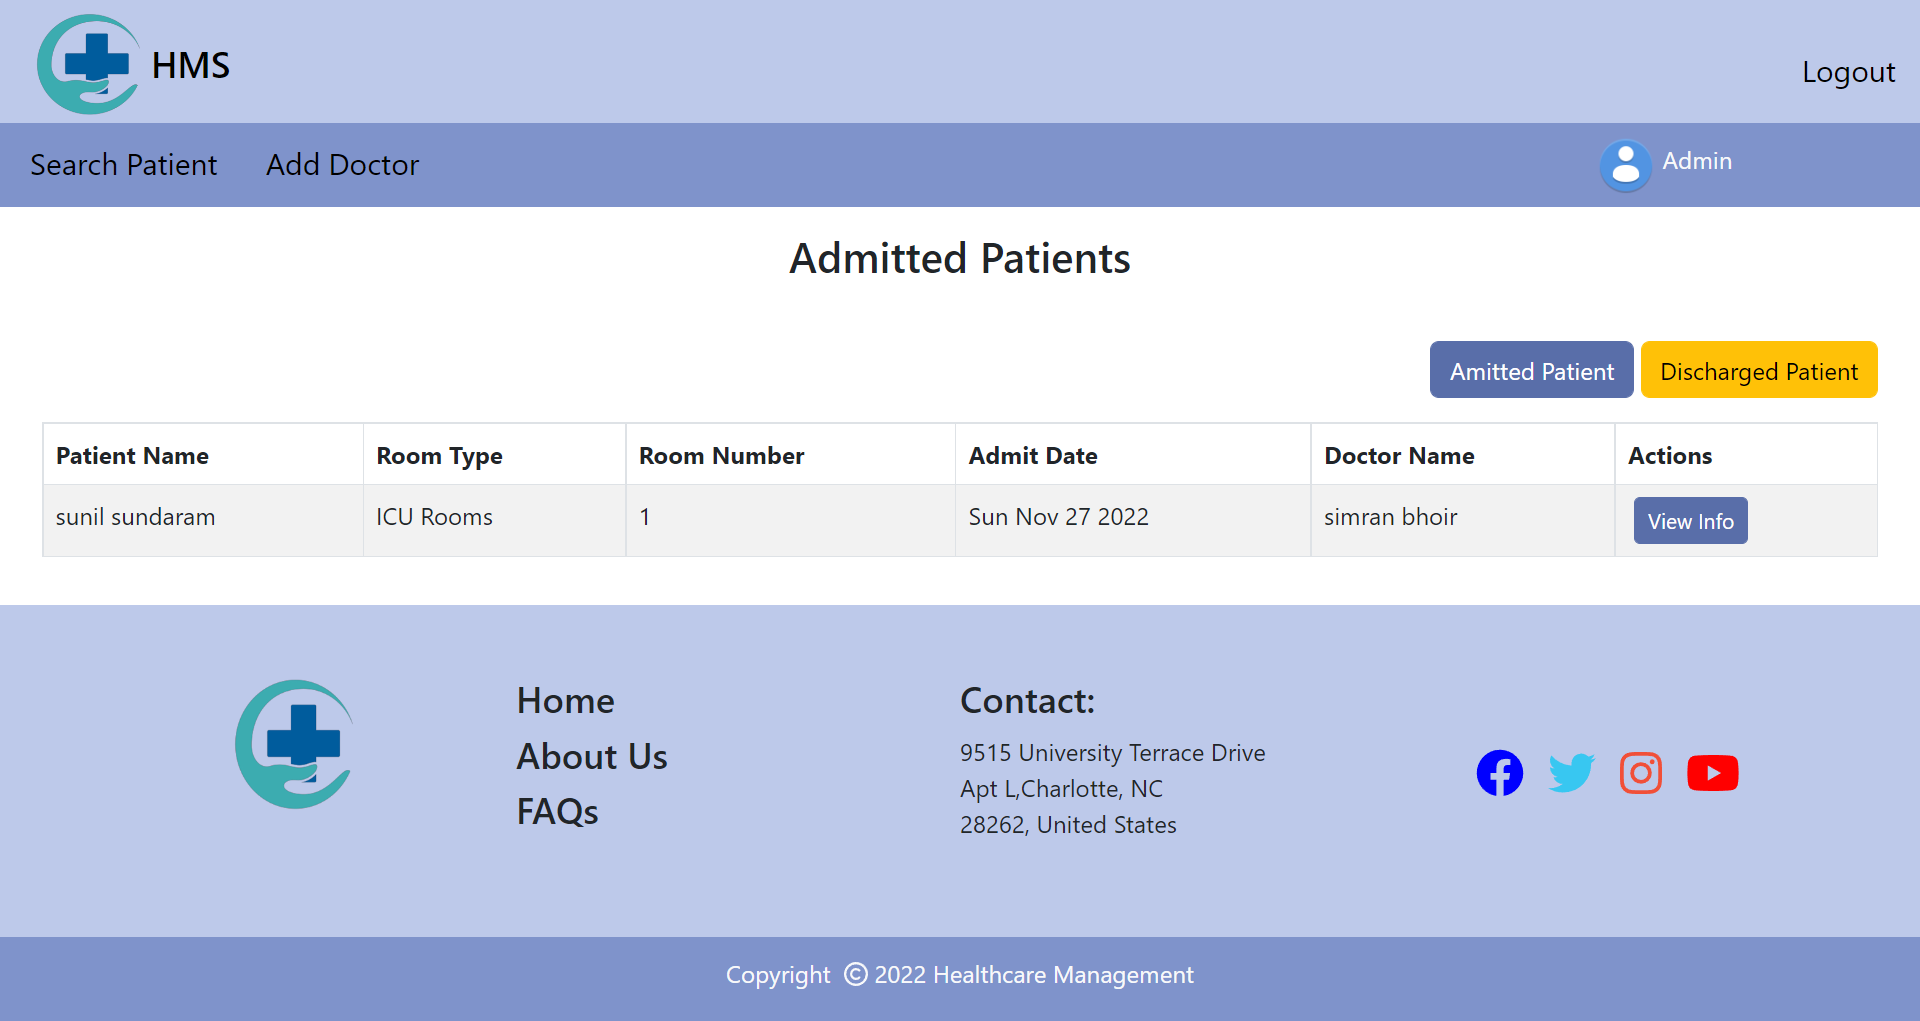 HMS
Logout
Search Patient Add Doctor Admin
Admitted Patients
Amitted Patient Discharged Patient
Patient Name Room Type Room Number Admit Date Doctor Name Actions
sunil sundaram ICU Rooms 1 Sun Nov 27 2022 simran bhoir View Info
Home
About Us
FAQs
Contact:
9515 University Terrace Drive
Apt L,Charlotte, NC
28262, United States
Copyright © 2022 Healthcare Management